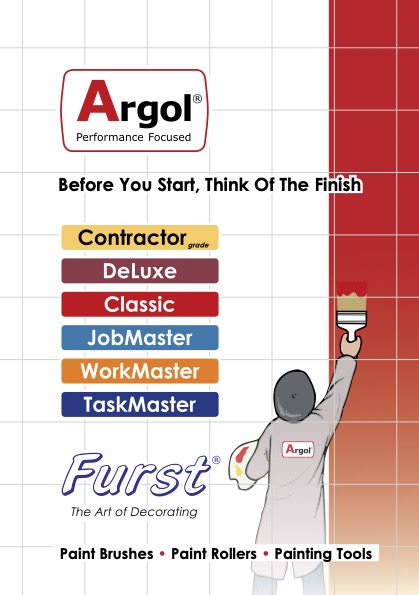 Argol®
Performance Focused
Before You Start, Think Of The Finish
Contractor grade
DeLuxe
Classic
JobMaster
WorkMaster
TaskMaster
Furst®
The Art of Decorating
Argol®
Paint Brushes • Paint Rollers • Painting Tools